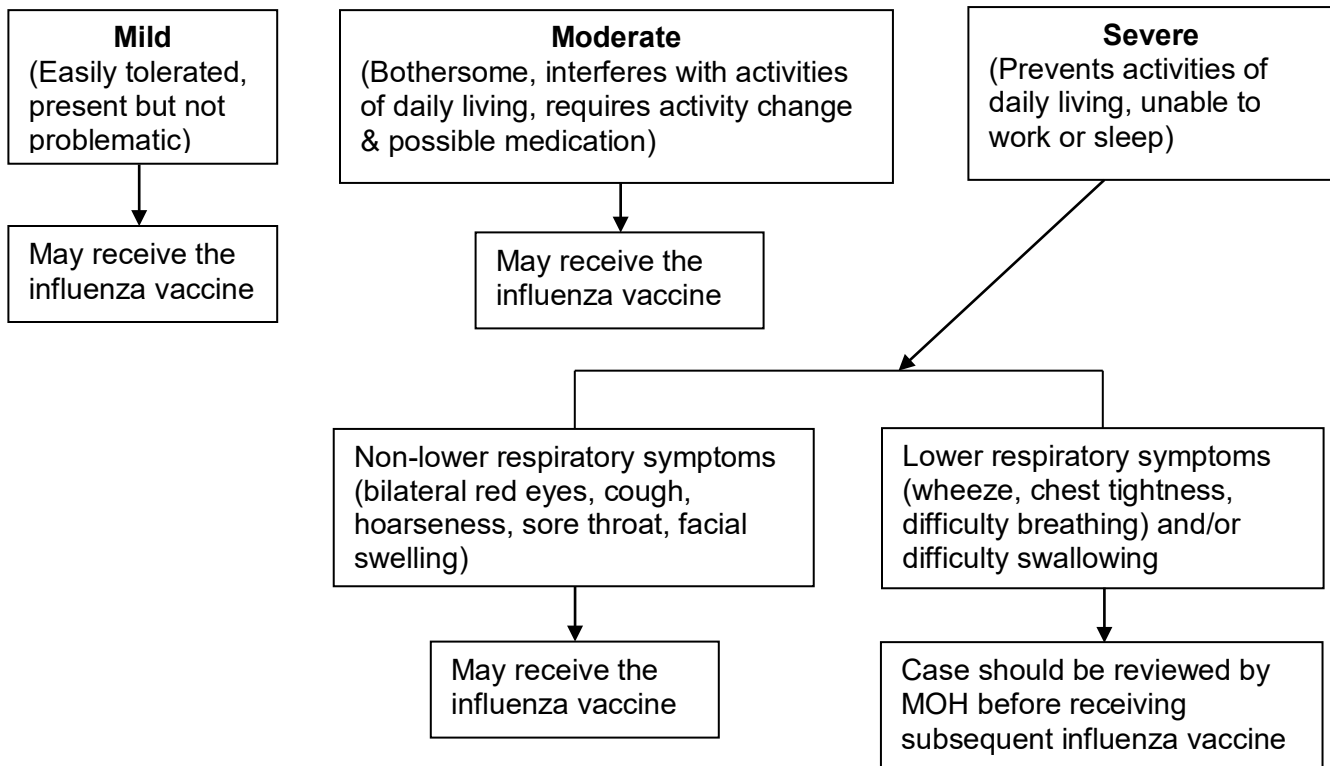 Mild
(Easily tolerated,
present but not
problematic)
Moderate
(Bothersome, interferes with activities
of daily living, requires activity change
& possible medication)
Severe
(Prevents activities of
daily living, unable to
work or sleep)
May receive the
influenza vaccine
May receive the
influenza vaccine
Non-lower respiratory symptoms
(bilateral red eyes, cough,
hoarseness, sore throat, facial
swelling)
Lower respiratory symptoms
(wheeze, chest tightness,
difficulty breathing) and/or
difficulty swallowing
May receive the
influenza vaccine
Case should be reviewed by
MOH before receiving
subsequent influenza vaccine